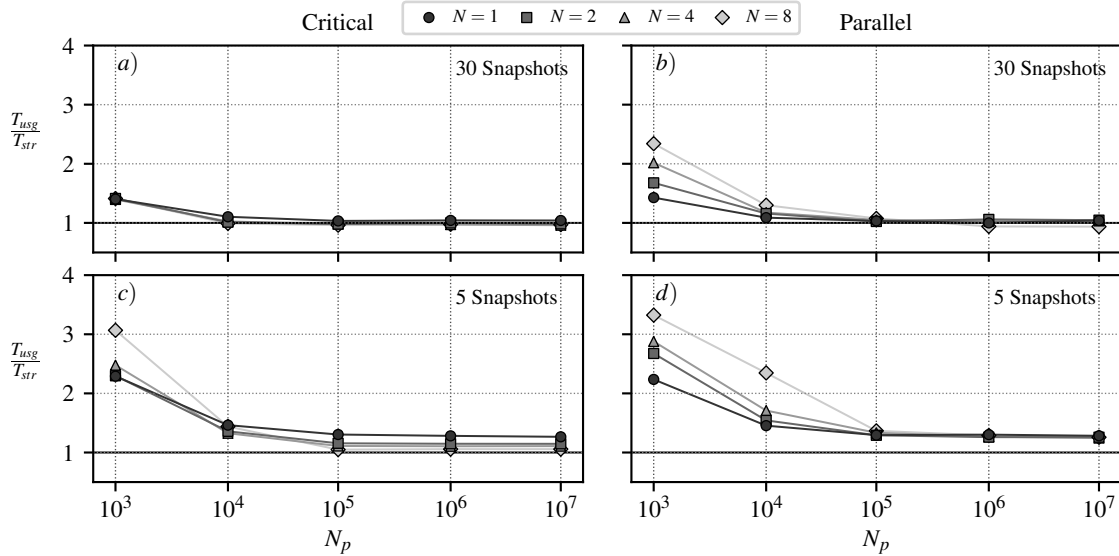 Critical
N = 1 N = 2 N = 4 N = 8
Parallel
a)
30 Snapshots
b)
30 Snapshots
4
3
2
1
T_usg
T_str
c)
5 Snapshots
d)
5 Snapshots
4
3
2
1
T_usg
T_str
10^3 10^4 10^5 10^6 10^7
10^3 10^4 10^5 10^6 10^7
N_p
N_p